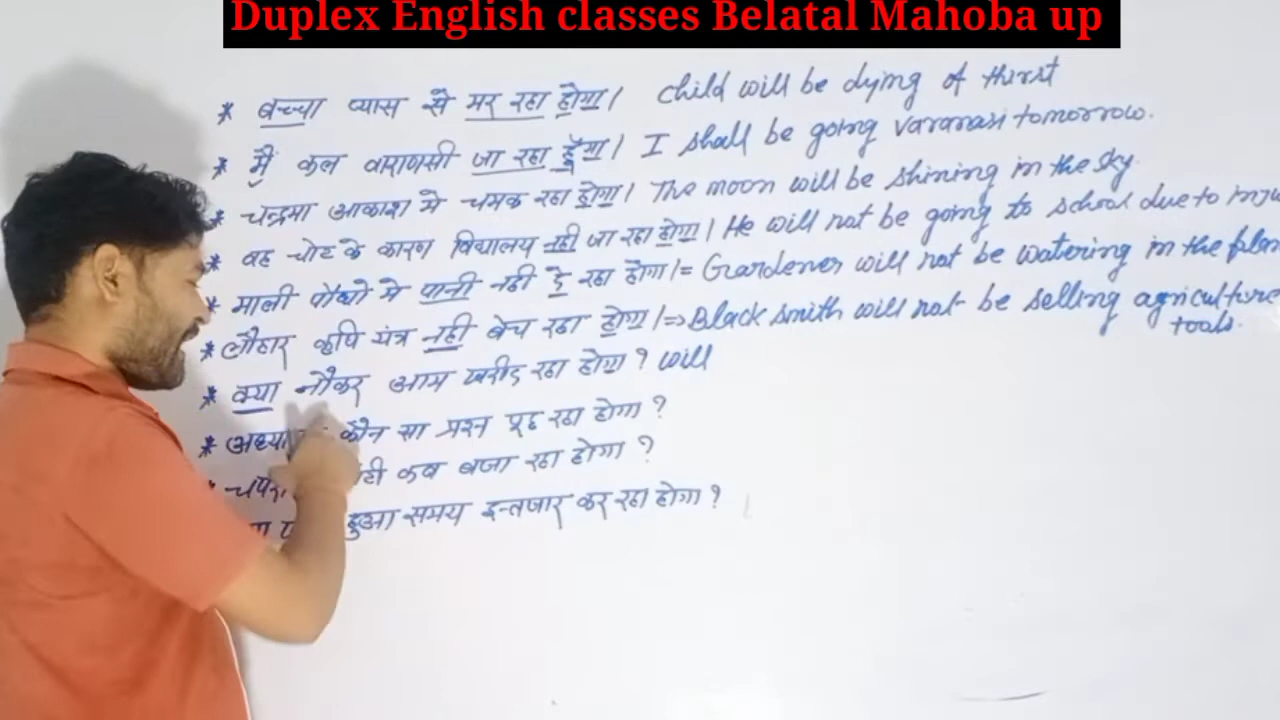 Duplex English classes Belatal Mahoba up
* बच्चा प्यास से मर रहा होगा। Child will be dying of thirst
* मैं कल वाराणसी जा रहा हूँगा। I shall be going Varanasi tomorrow.
* चन्द्रमा आकाश मे चमक रहा होगा। The moon will be shining in the sky
* वह चोट के कारण विद्यालय नही जा रहा होगा। He will not be going to school due to
* माली पौधो मे पानी नही दे रहा होगा। = Gardener will not be watering in the
* लौहार कृषि यंत्र नही बेच रहा होगा। => Black smith will not be selling agriculture
tools.
* क्या नौकर आम खरीद रहा होगा ? will
* कौन सा प्रश्न पूछ रहा होगा ?
कब बजा रहा होगा ?
हुआ समय इन्तजार कर रहा होगा ?